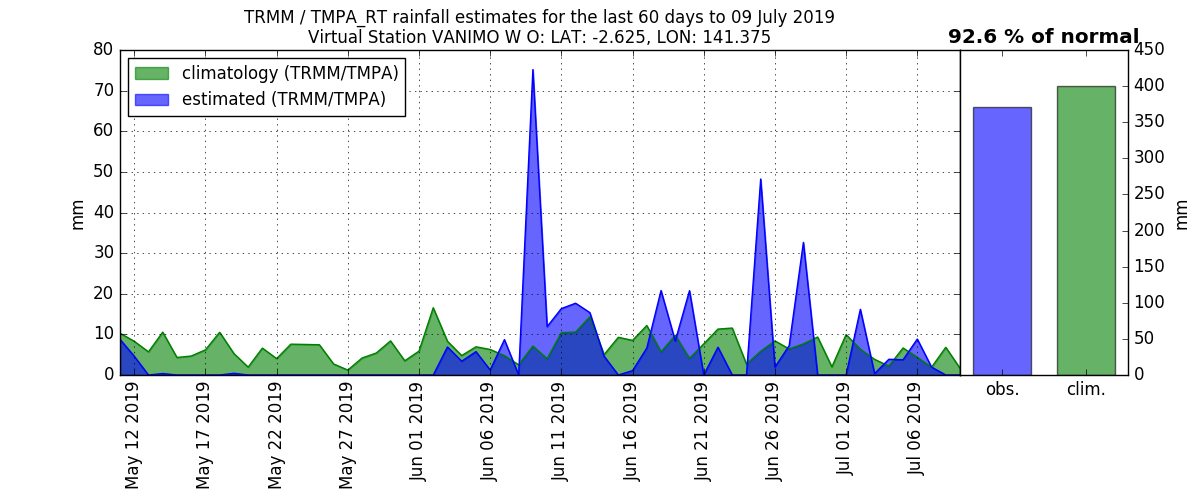 TRMM / TMPA_RT rainfall estimates for the last 60 days to 09 July 2019
Virtual Station VANIMO W O: LAT: -2.625, LON: 141.375
92.6 % of normal
climatology (TRMM/TMPA)
estimated (TRMM/TMPA)
80
70
60
50
40
30
20
10
0
mm
May 12 2019
May 17 2019
May 22 2019
May 27 2019
Jun 01 2019
Jun 06 2019
Jun 11 2019
Jun 16 2019
Jun 21 2019
Jun 26 2019
Jul 01 2019
Jul 06 2019
450
400
350
300
250
200
150
100
50
0
mm
obs.
clim.